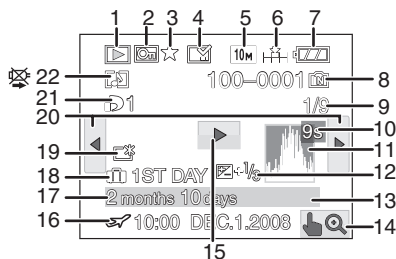 1 2 3 4 5 6 7
10M
22 100-0001 8
21 1 1/9 9
20 9s 10
11
19
18 1ST DAY +1/3 12
17 2 months 10 days 13
16 10:00 DEC.1.2008 14
15